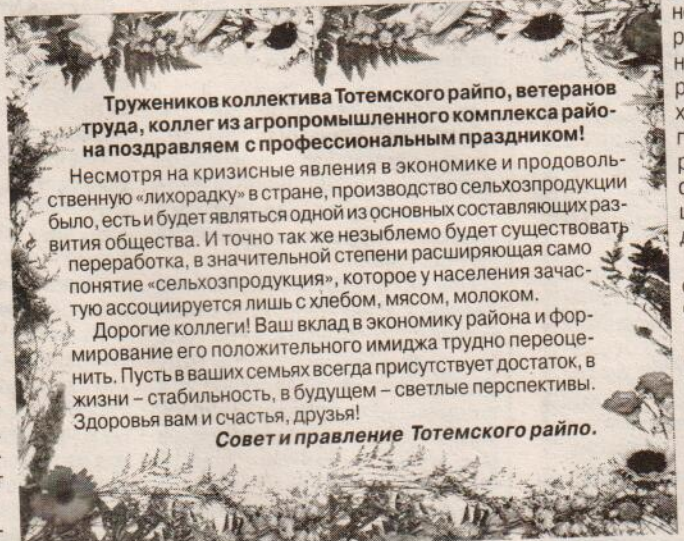 Тружеников коллектива Тотемского райпо, ветеранов
труда, коллег из агропромышленного комплекса райо-
на поздравляем с профессиональным праздником!
Несмотря на кризисные явления в экономике и продоволь-
ственную «лихорадку» в стране, производство сельхозпродукции
было, есть и будет являться одной из основных составляющих раз-
вития общества. И точно так же незыблемо будет существовать
переработка, в значительной степени расширяющая само
понятие «сельхозпродукция», которое у населения зачас-
тую ассоциируется лишь с хлебом, мясом, молоком.
Дорогие коллеги! Ваш вклад в экономику района и фор-
мирование его положительного имиджа трудно переоце-
нить. Пусть в ваших семьях всегда присутствует достаток, в
жизни – стабильность, в будущем – светлые перспективы.
Здоровья вам и счастья, друзья!
Совет и правление Тотемского райпо.